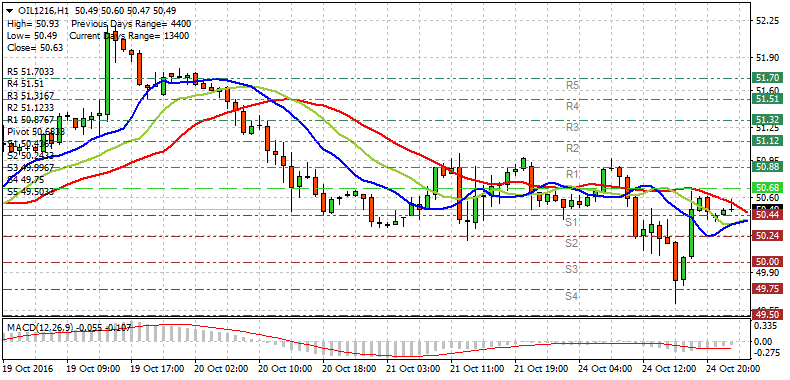 OIL1216,H1 50.49 50.60 50.47 50.49
High= 50.93 Previous Days Range= 4400
Low= 50.49 Current Days Range= 13400
Close= 50.63
R5 51.7033
R4 51.51
R3 51.3167
R2 51.1233
R1 50.8767
Pivot 50.6833
S2 50.2433
S3 49.9967
S4 49.75
S5 49.5033
R5
R4
R3
R2
R1
S1
S2
S3
S4
52.25
51.90
51.70
51.60
51.51
51.32
51.25
51.12
50.95
50.88
50.68
50.60
50.49
50.44
50.24
50.00
49.90
49.75
49.50
MACD(12,26,9) -0.055 -0.107
0.335
0.00
-0.275
19 Oct 2016
19 Oct 09:00
19 Oct 17:00
20 Oct 02:00
20 Oct 10:00
20 Oct 18:00
21 Oct 03:00
21 Oct 11:00
21 Oct 19:00
24 Oct 04:00
24 Oct 12:00
24 Oct 20:00